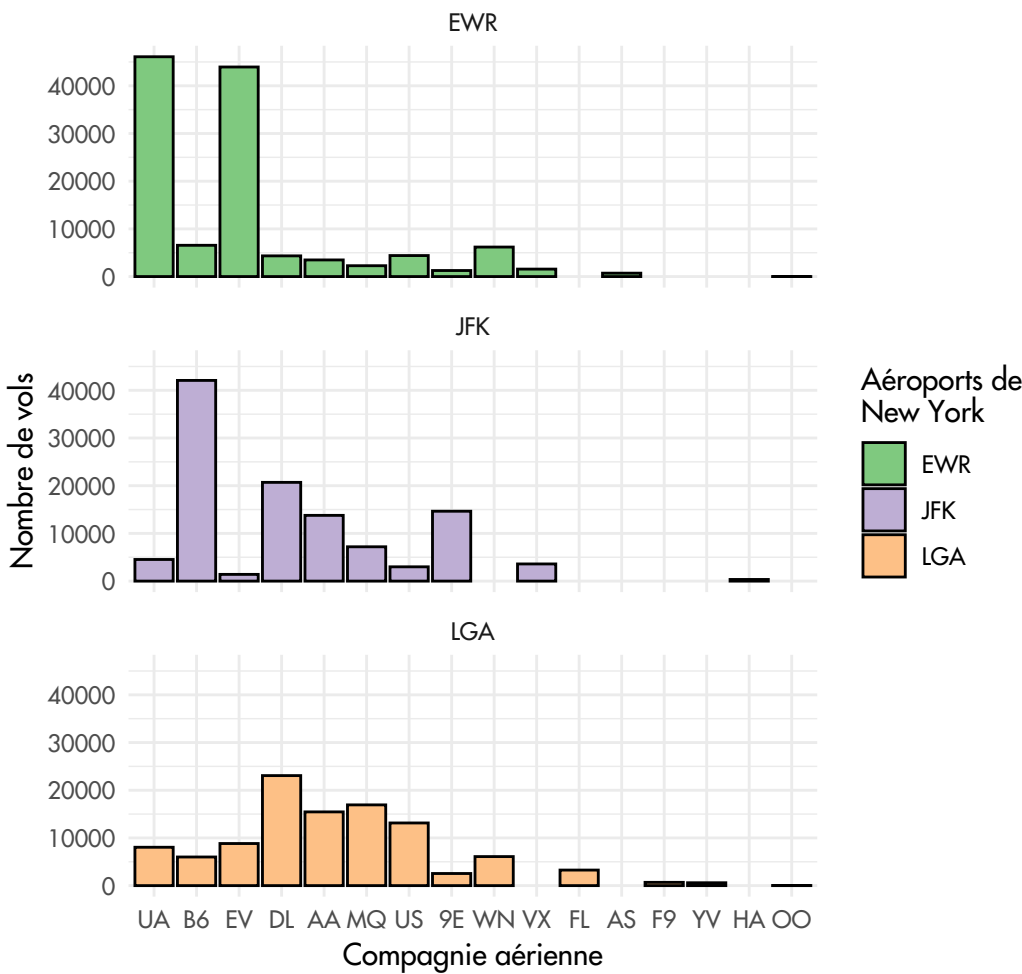 EWR
40000
30000
20000
10000
0
JFK
40000
30000
20000
10000
0
LGA
40000
30000
20000
10000
0
UA B6 EV DL AA MQ US 9E WN VX FL AS F9 YV HA OO
Compagnie aérienne
Nombre de vols
Aéroports de
New York
EWR
JFK
LGA